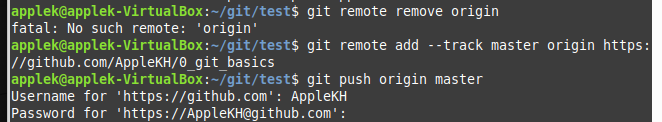 applek@applek-VirtualBox:~/git/test$ git remote remove origin
fatal: No such remote: 'origin'
applek@applek-VirtualBox:~/git/test$ git remote add --track master origin https:
//github.com/AppleKH/0_git_basics
applek@applek-VirtualBox:~/git/test$ git push origin master
Username for 'https://github.com': AppleKH
Password for 'https://AppleKH@github.com':